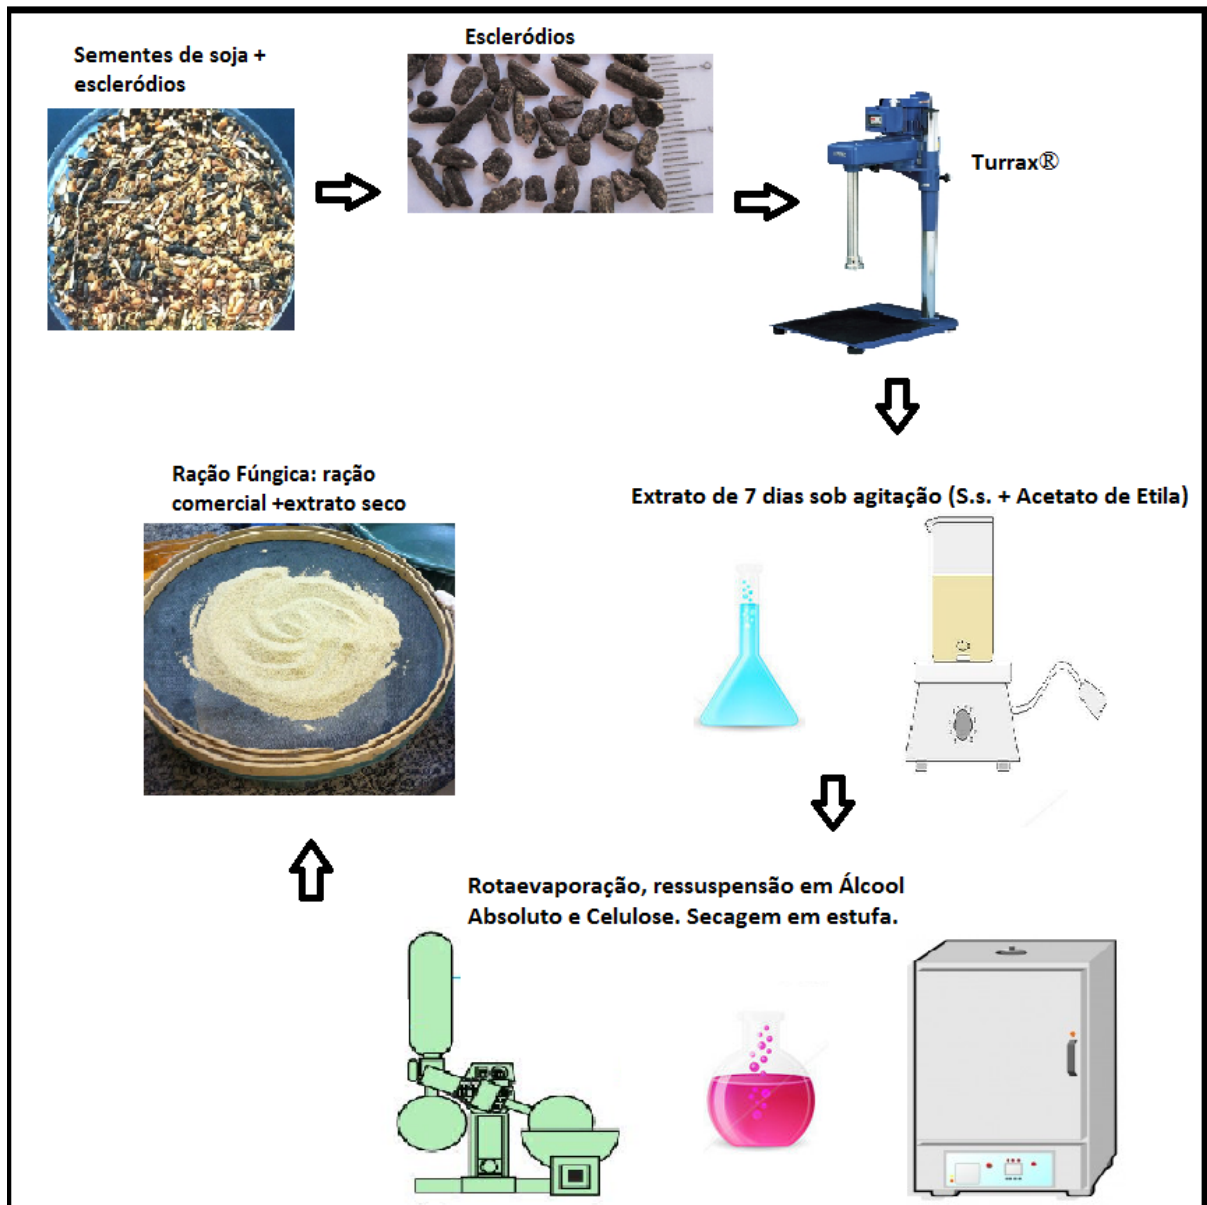 Sementes de soja +
escleródios
Escleródios
Turrax®
Extrato de 7 dias sob agitação (S.s. + Acetato de Etila)
Ração Fúngica: ração
comercial +extrato seco
Rotaevaporação, ressuspensão em Álcool
Absoluto e Celulose. Secagem em estufa.